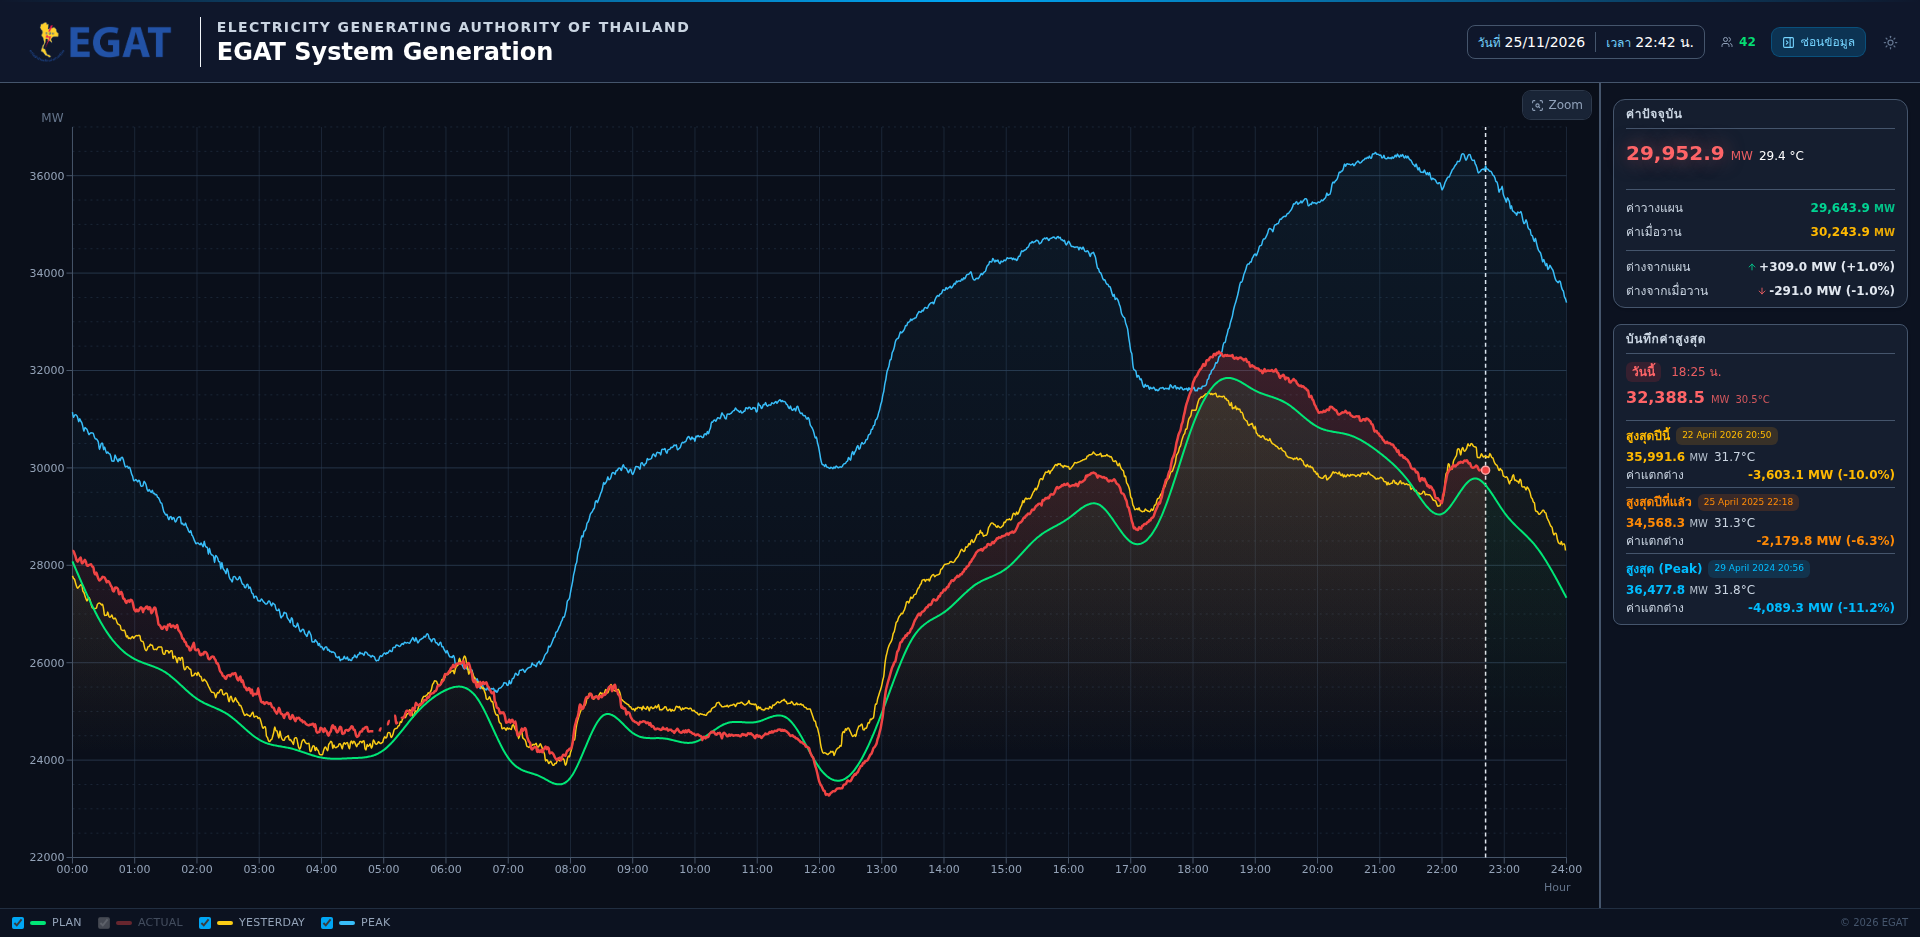 EGAT
ELECTRICITY GENERATING AUTHORITY OF THAILAND
EGAT System Generation
วันที่ 25/11/2026 เวลา 22:42 น.
42
ซ่อนข้อมูล
Zoom
MW
36000
34000
32000
30000
28000
26000
24000
22000
00:00 01:00 02:00 03:00 04:00 05:00 06:00 07:00 08:00 09:00 10:00 11:00 12:00 13:00 14:00 15:00 16:00 17:00 18:00 19:00 20:00 21:00 22:00 23:00 24:00
Hour
ค่าปัจจุบัน
29,952.9 MW 29.4 °C
ค่าวางแผน 29,643.9 MW
ค่าเมื่อวาน 30,243.9 MW
ต่างจากแผน ↑ +309.0 MW (+1.0%)
ต่างจากเมื่อวาน ↓ -291.0 MW (-1.0%)
บันทึกค่าสูงสุด
วันนี้ 18:25 น.
32,388.5 MW 30.5°C
สูงสุดปีนี้ 22 April 2026 20:50
35,991.6 MW 31.7°C
ค่าแตกต่าง -3,603.1 MW (-10.0%)
สูงสุดปีที่แล้ว 25 April 2025 22:18
34,568.3 MW 31.3°C
ค่าแตกต่าง -2,179.8 MW (-6.3%)
สูงสุด (Peak) 29 April 2024 20:56
36,477.8 MW 31.8°C
ค่าแตกต่าง -4,089.3 MW (-11.2%)
PLAN ACTUAL YESTERDAY PEAK
© 2026 EGAT